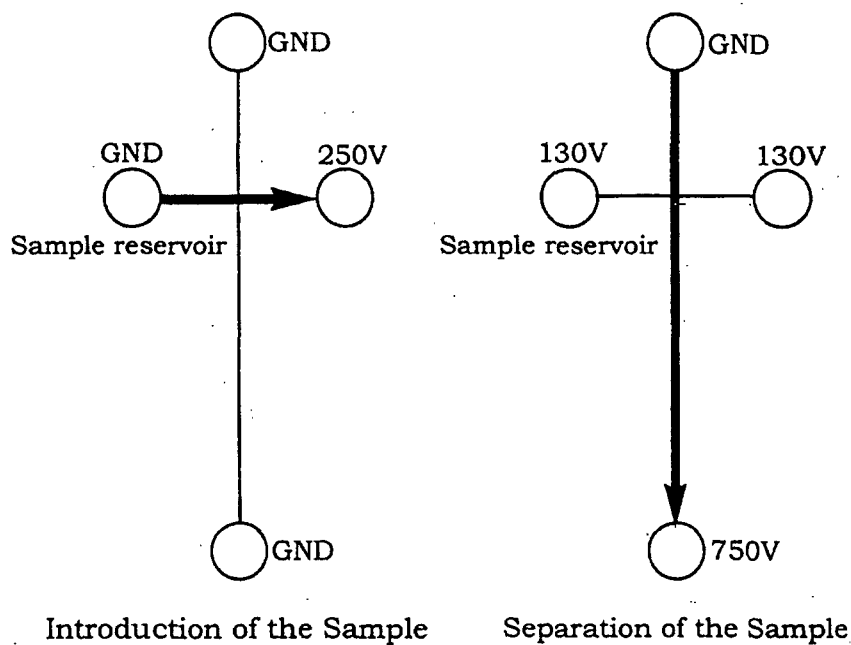 GND
GND
250V
Sample reservoir
GND
Introduction of the Sample
GND
130V
130V
Sample reservoir
750V
Separation of the Sample